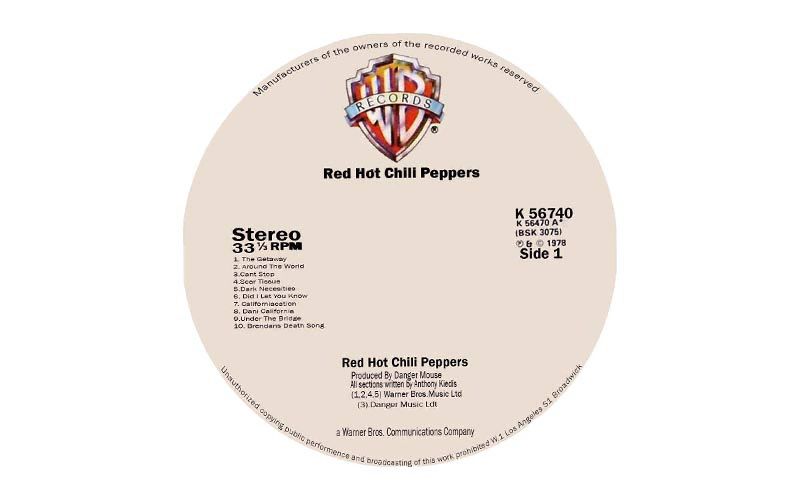 Manufacturers of the owners of the recorded works reserved
RECORDS
®
Red Hot Chili Peppers
K 56740
K 56470 A*
(BSK 3075)
℗ & © 1978
Side 1
Stereo
33 ⅓ RPM
1. The Getaway
2. Around The World
3.Cant Stop
4.Scar Tissue
5.Dark Necesities
6. Did I Let You Know
7. Californiacation
8. Dani California
9.Under The Bridge
10. Brendans Death Song
Red Hot Chili Peppers
Produced By Danger Mouse
All sections written by Anthony Kiedis
(1,2,4,5) Warner Bros.Music Ltd
(3) Danger Music Ldt
a Warner Bros. Communications Company
Unauthorized copying public performance and broadcasting of this work prohibited W.1 Los Angeles S1 Broadwick